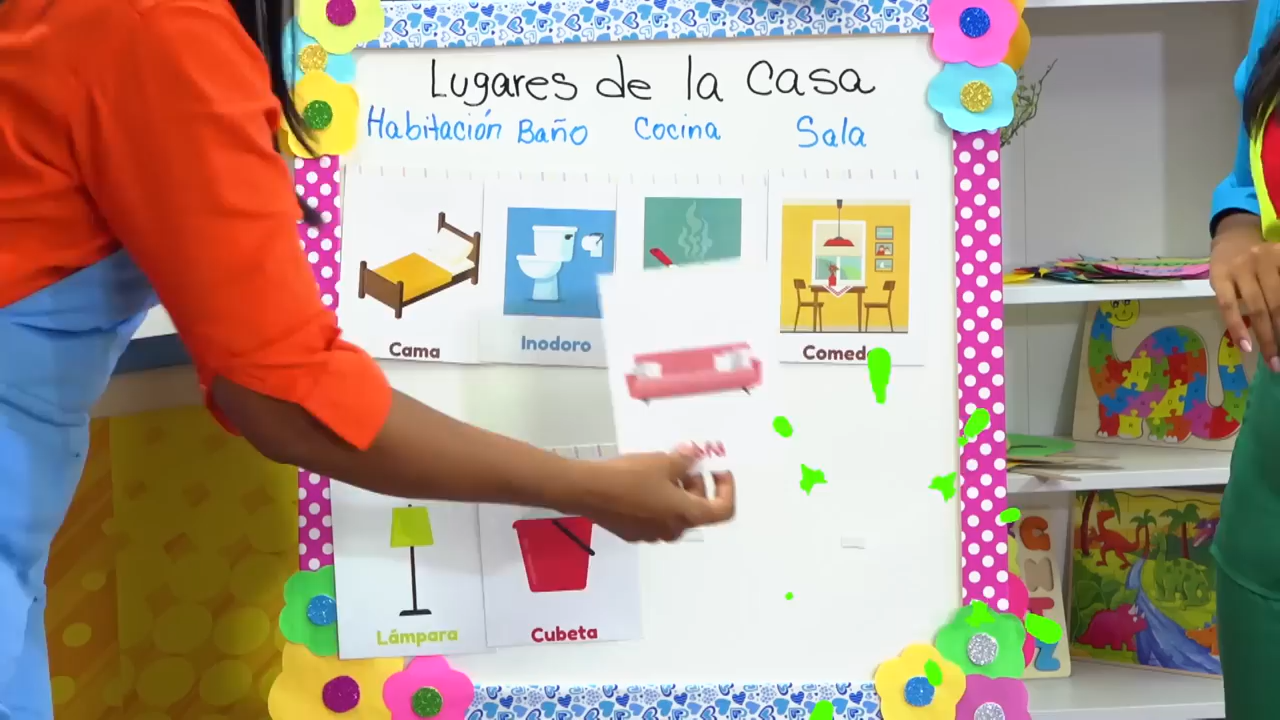 Lugares de la Casa
Habitación Baño Cocina Sala
Cama
Inodoro
Lámpara
Cubeta